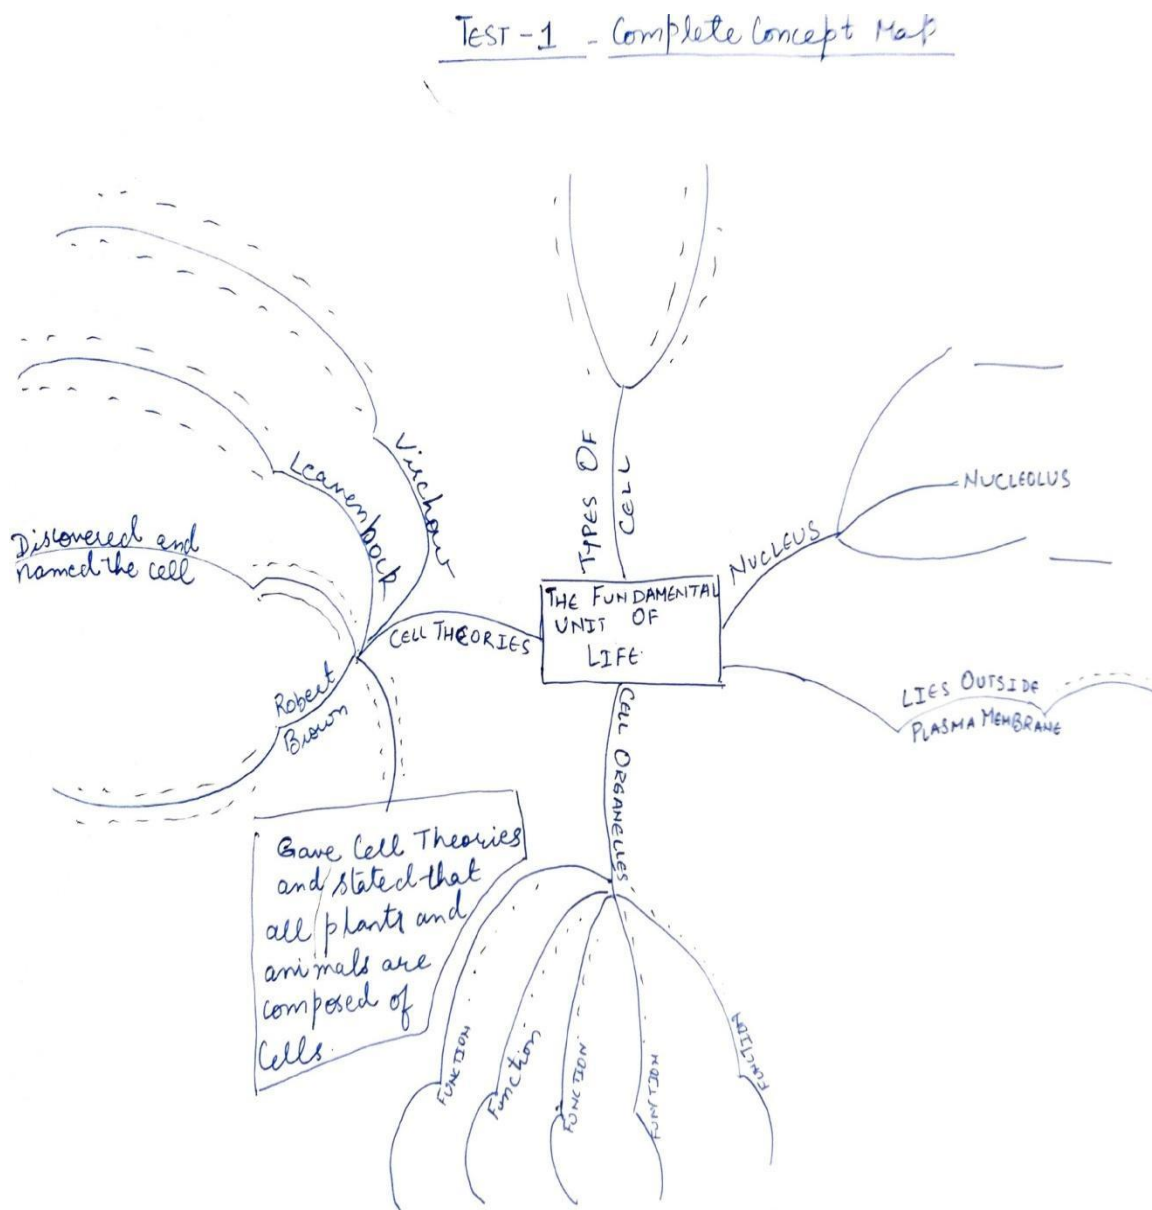 TEST-1 - Complete Concept Map
TYPES OF
CELL
NUCLEUS
NUCLEOLUS
Virchow
Leawenhock
Discovered and
named the cell
CELL THEORIES
THE FUNDAMENTAL
UNIT OF
LIFE.
LIES OUTSIDE
PLASMA MEMBRANE
Robert
Brown
CELL ORGANELLES
Gave Cell Theories
and stated that
all plants and
animals are
composed of
Cells.
FUNCTION
Function
FUNCTION
FUNTION
FUNCTION